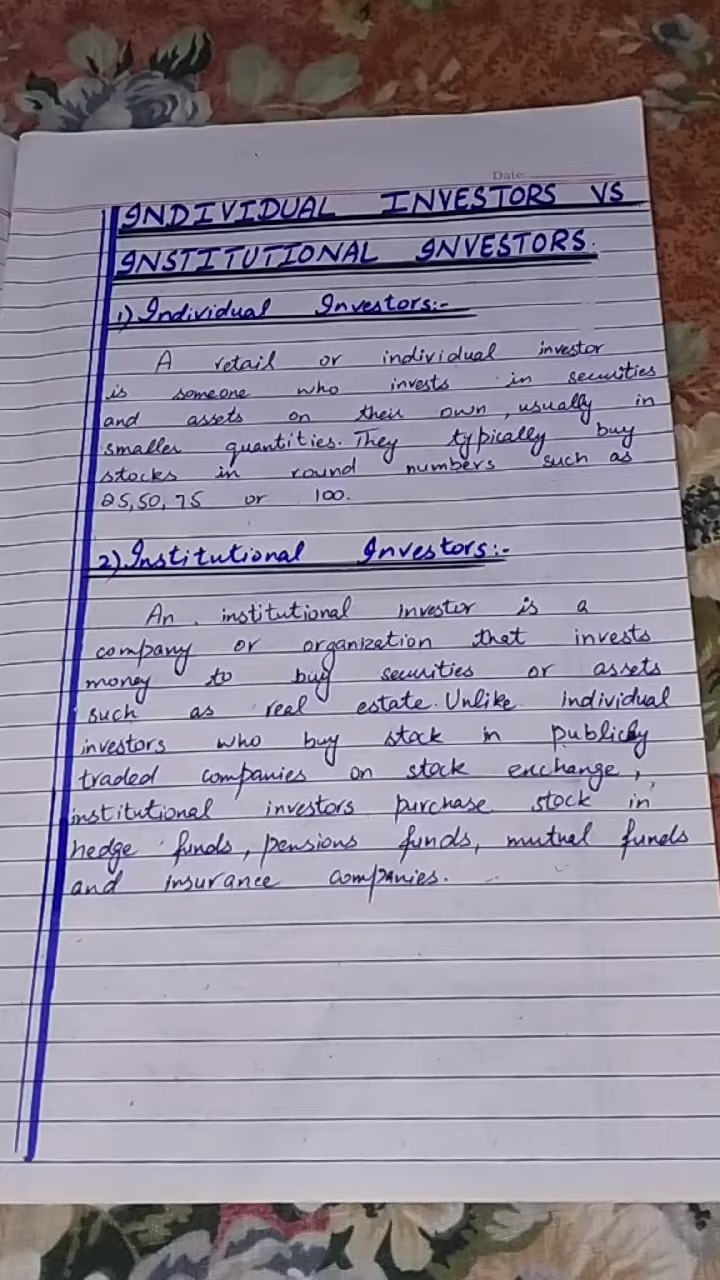 Date:
INDIVIDUAL INVESTORS VS
INSTITUTIONAL INVESTORS.
1) Individual Investors:-
A retail or individual investor
is someone who invests in securities
and assets on their own, usually in
smaller quantities. They typically buy
stocks in round numbers such as
25,50,75 or 100.
2) Institutional Investors:-
An institutional investor is a
company or organization that invests
money to buy securities or assets
such as real estate. Unlike individual
investors who buy stock in publicly
traded companies on stock exchange,
institutional investors purchase stock in
hedge funds, pensions funds, mutual funds
and insurance companies.